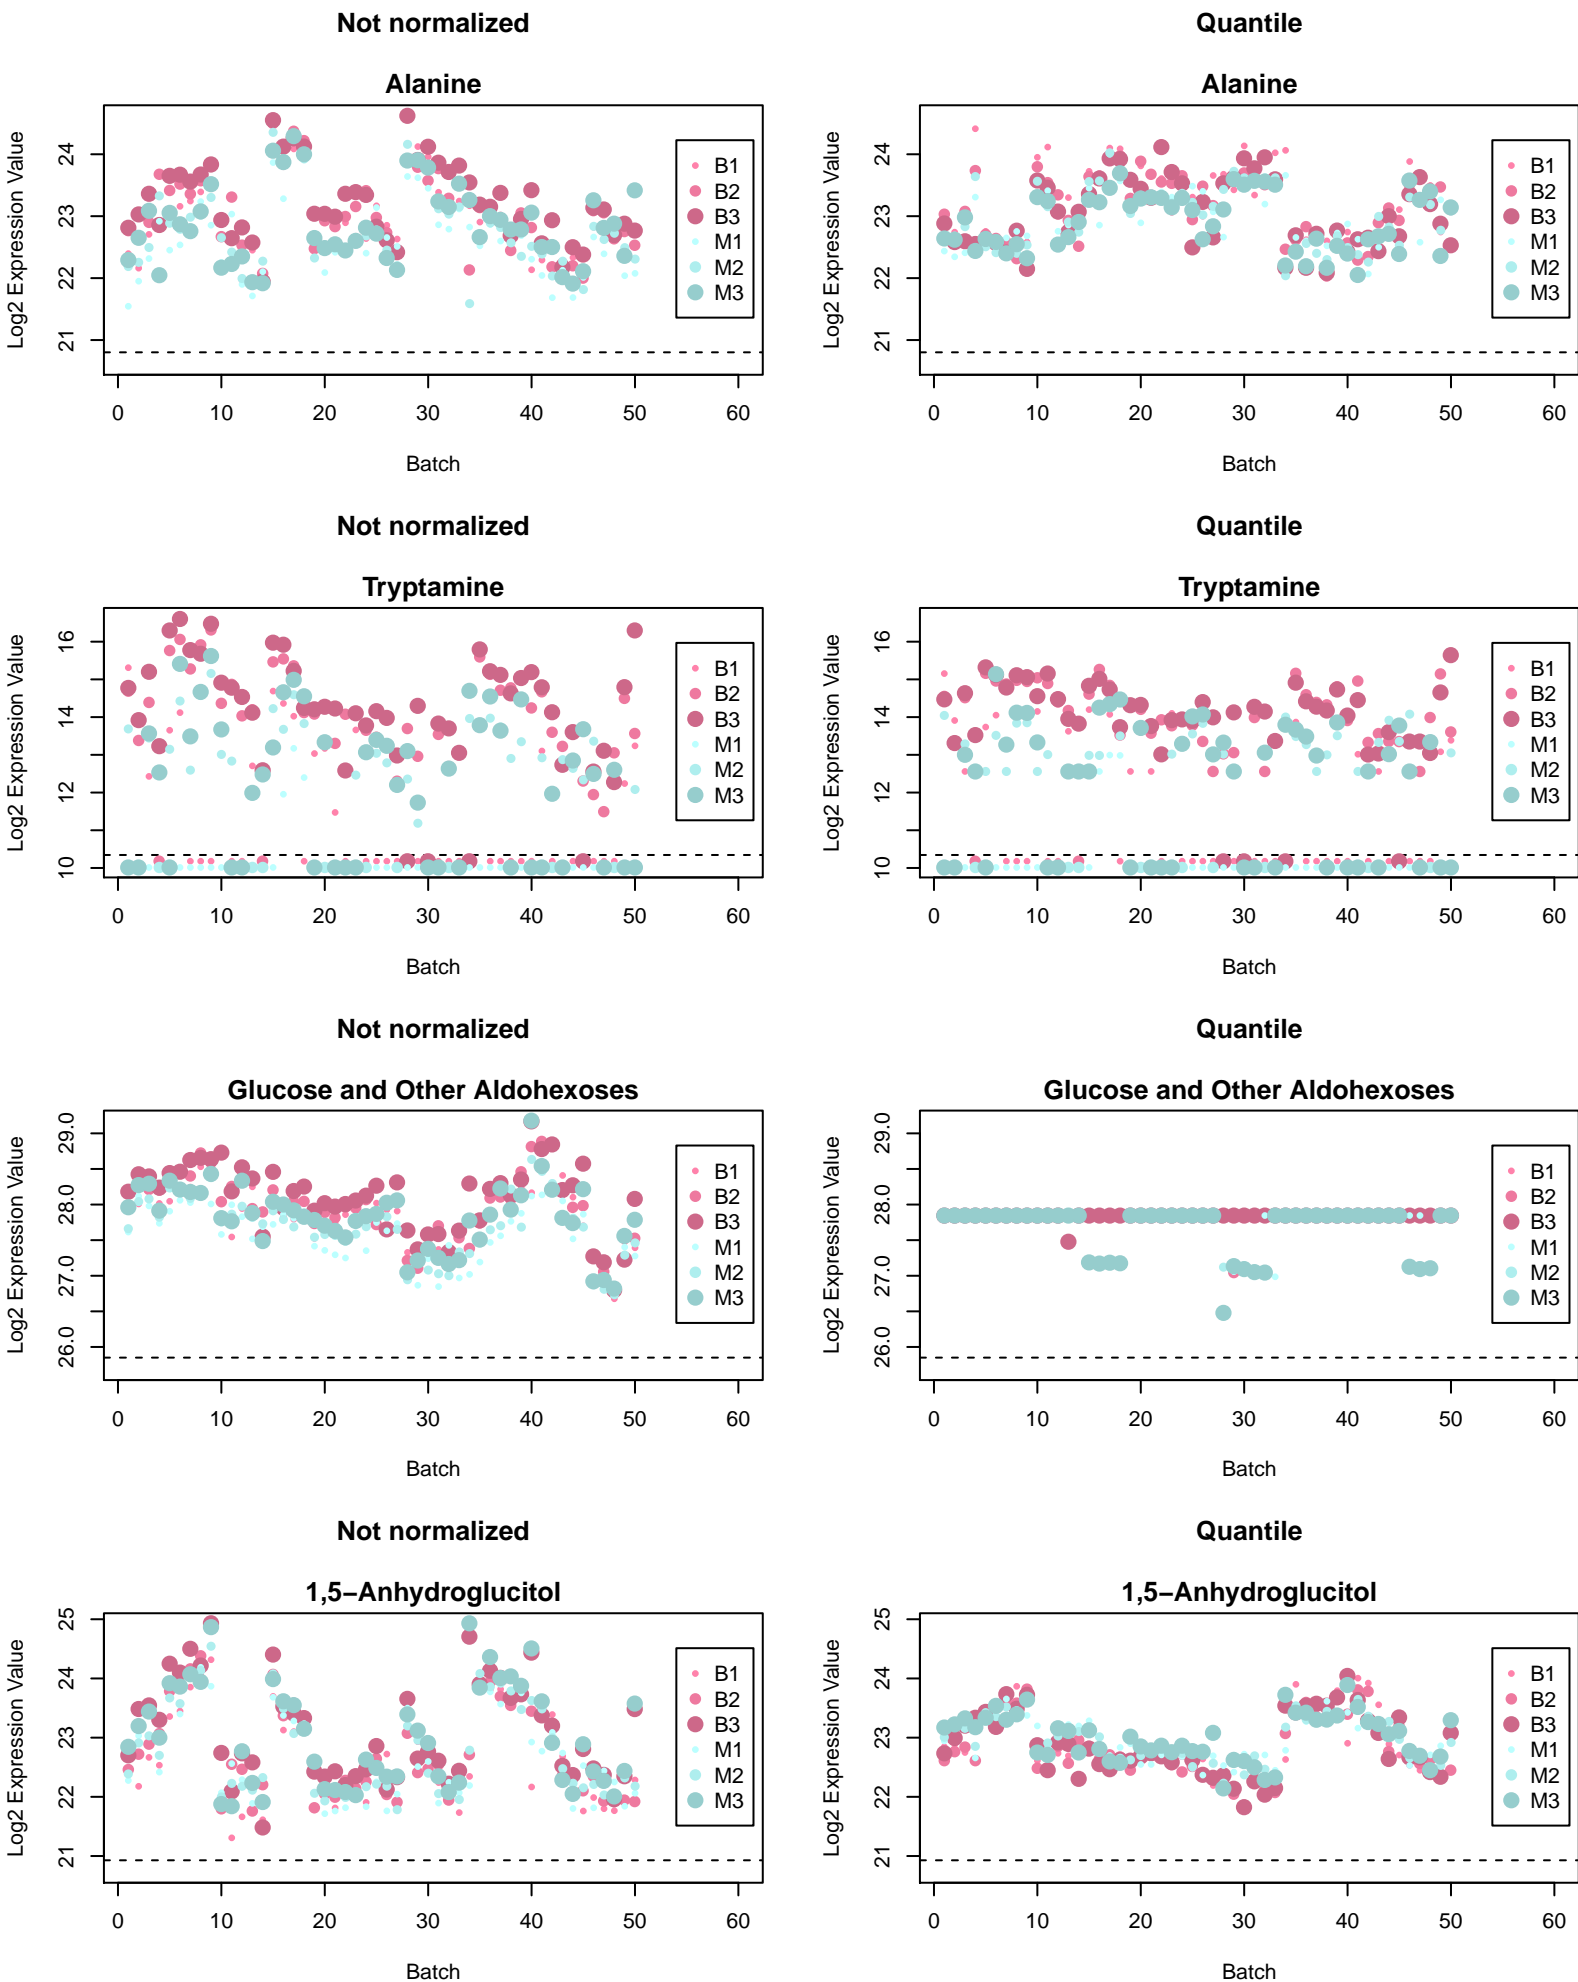 Not normalized
Alanine
Log2 Expression Value
24
23
22
21
B1
B2
B3
M1
M2
M3
0 10 20 30 40 50 60
Batch
Quantile
Alanine
Log2 Expression Value
24
23
22
21
B1
B2
B3
M1
M2
M3
0 10 20 30 40 50 60
Batch
Not normalized
Tryptamine
Log2 Expression Value
16
14
12
10
B1
B2
B3
M1
M2
M3
0 10 20 30 40 50 60
Batch
Quantile
Tryptamine
Log2 Expression Value
16
14
12
10
B1
B2
B3
M1
M2
M3
0 10 20 30 40 50 60
Batch
Not normalized
Glucose and Other Aldohexoses
Log2 Expression Value
29.0
28.0
27.0
26.0
B1
B2
B3
M1
M2
M3
0 10 20 30 40 50 60
Batch
Quantile
Glucose and Other Aldohexoses
Log2 Expression Value
29.0
28.0
27.0
26.0
B1
B2
B3
M1
M2
M3
0 10 20 30 40 50 60
Batch
Not normalized
1,5−Anhydroglucitol
Log2 Expression Value
25
24
23
22
21
B1
B2
B3
M1
M2
M3
0 10 20 30 40 50 60
Batch
Quantile
1,5−Anhydroglucitol
Log2 Expression Value
25
24
23
22
21
B1
B2
B3
M1
M2
M3
0 10 20 30 40 50 60
Batch